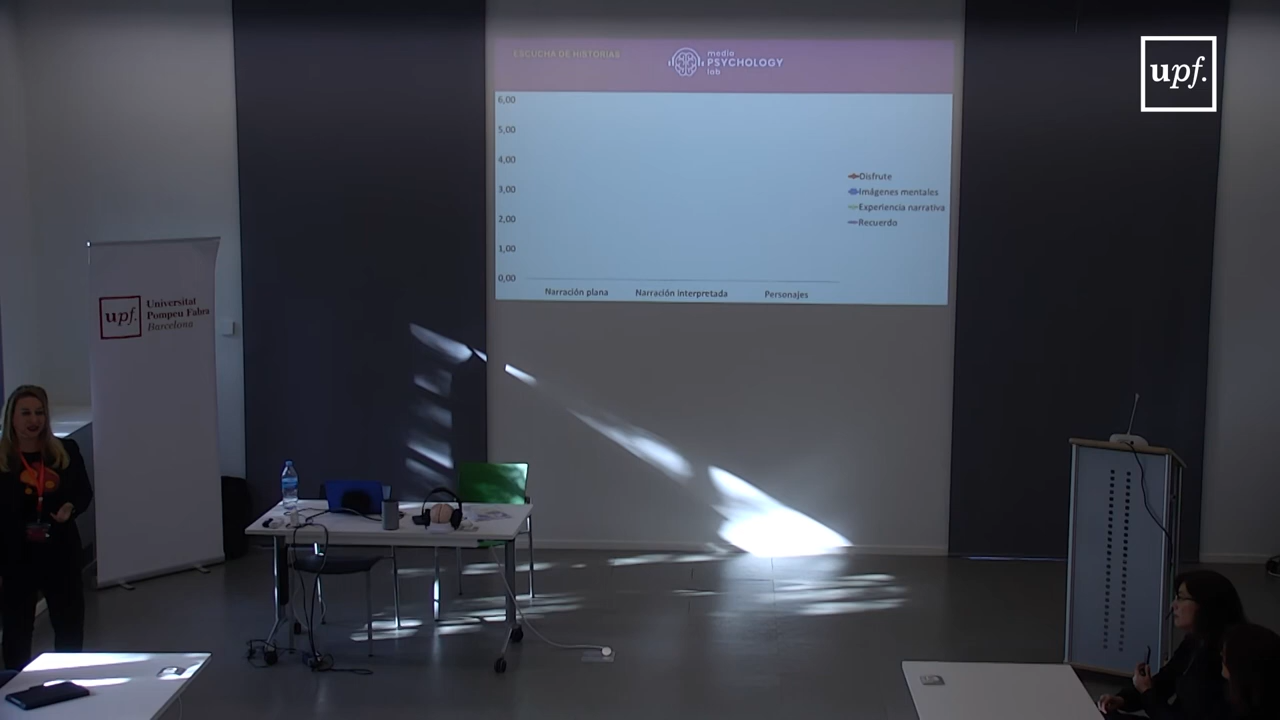 ESCUCHA DE HISTORIAS
media
PSYCHOLOGY
lab
6,00
5,00
4,00
3,00
2,00
1,00
0,00
Narración plana
Narración interpretada
Personajes
Disfrute
Imágenes mentales
Experiencia narrativa
Recuerdo
upf.
upf.
Universitat
Pompeu Fabra
Barcelona